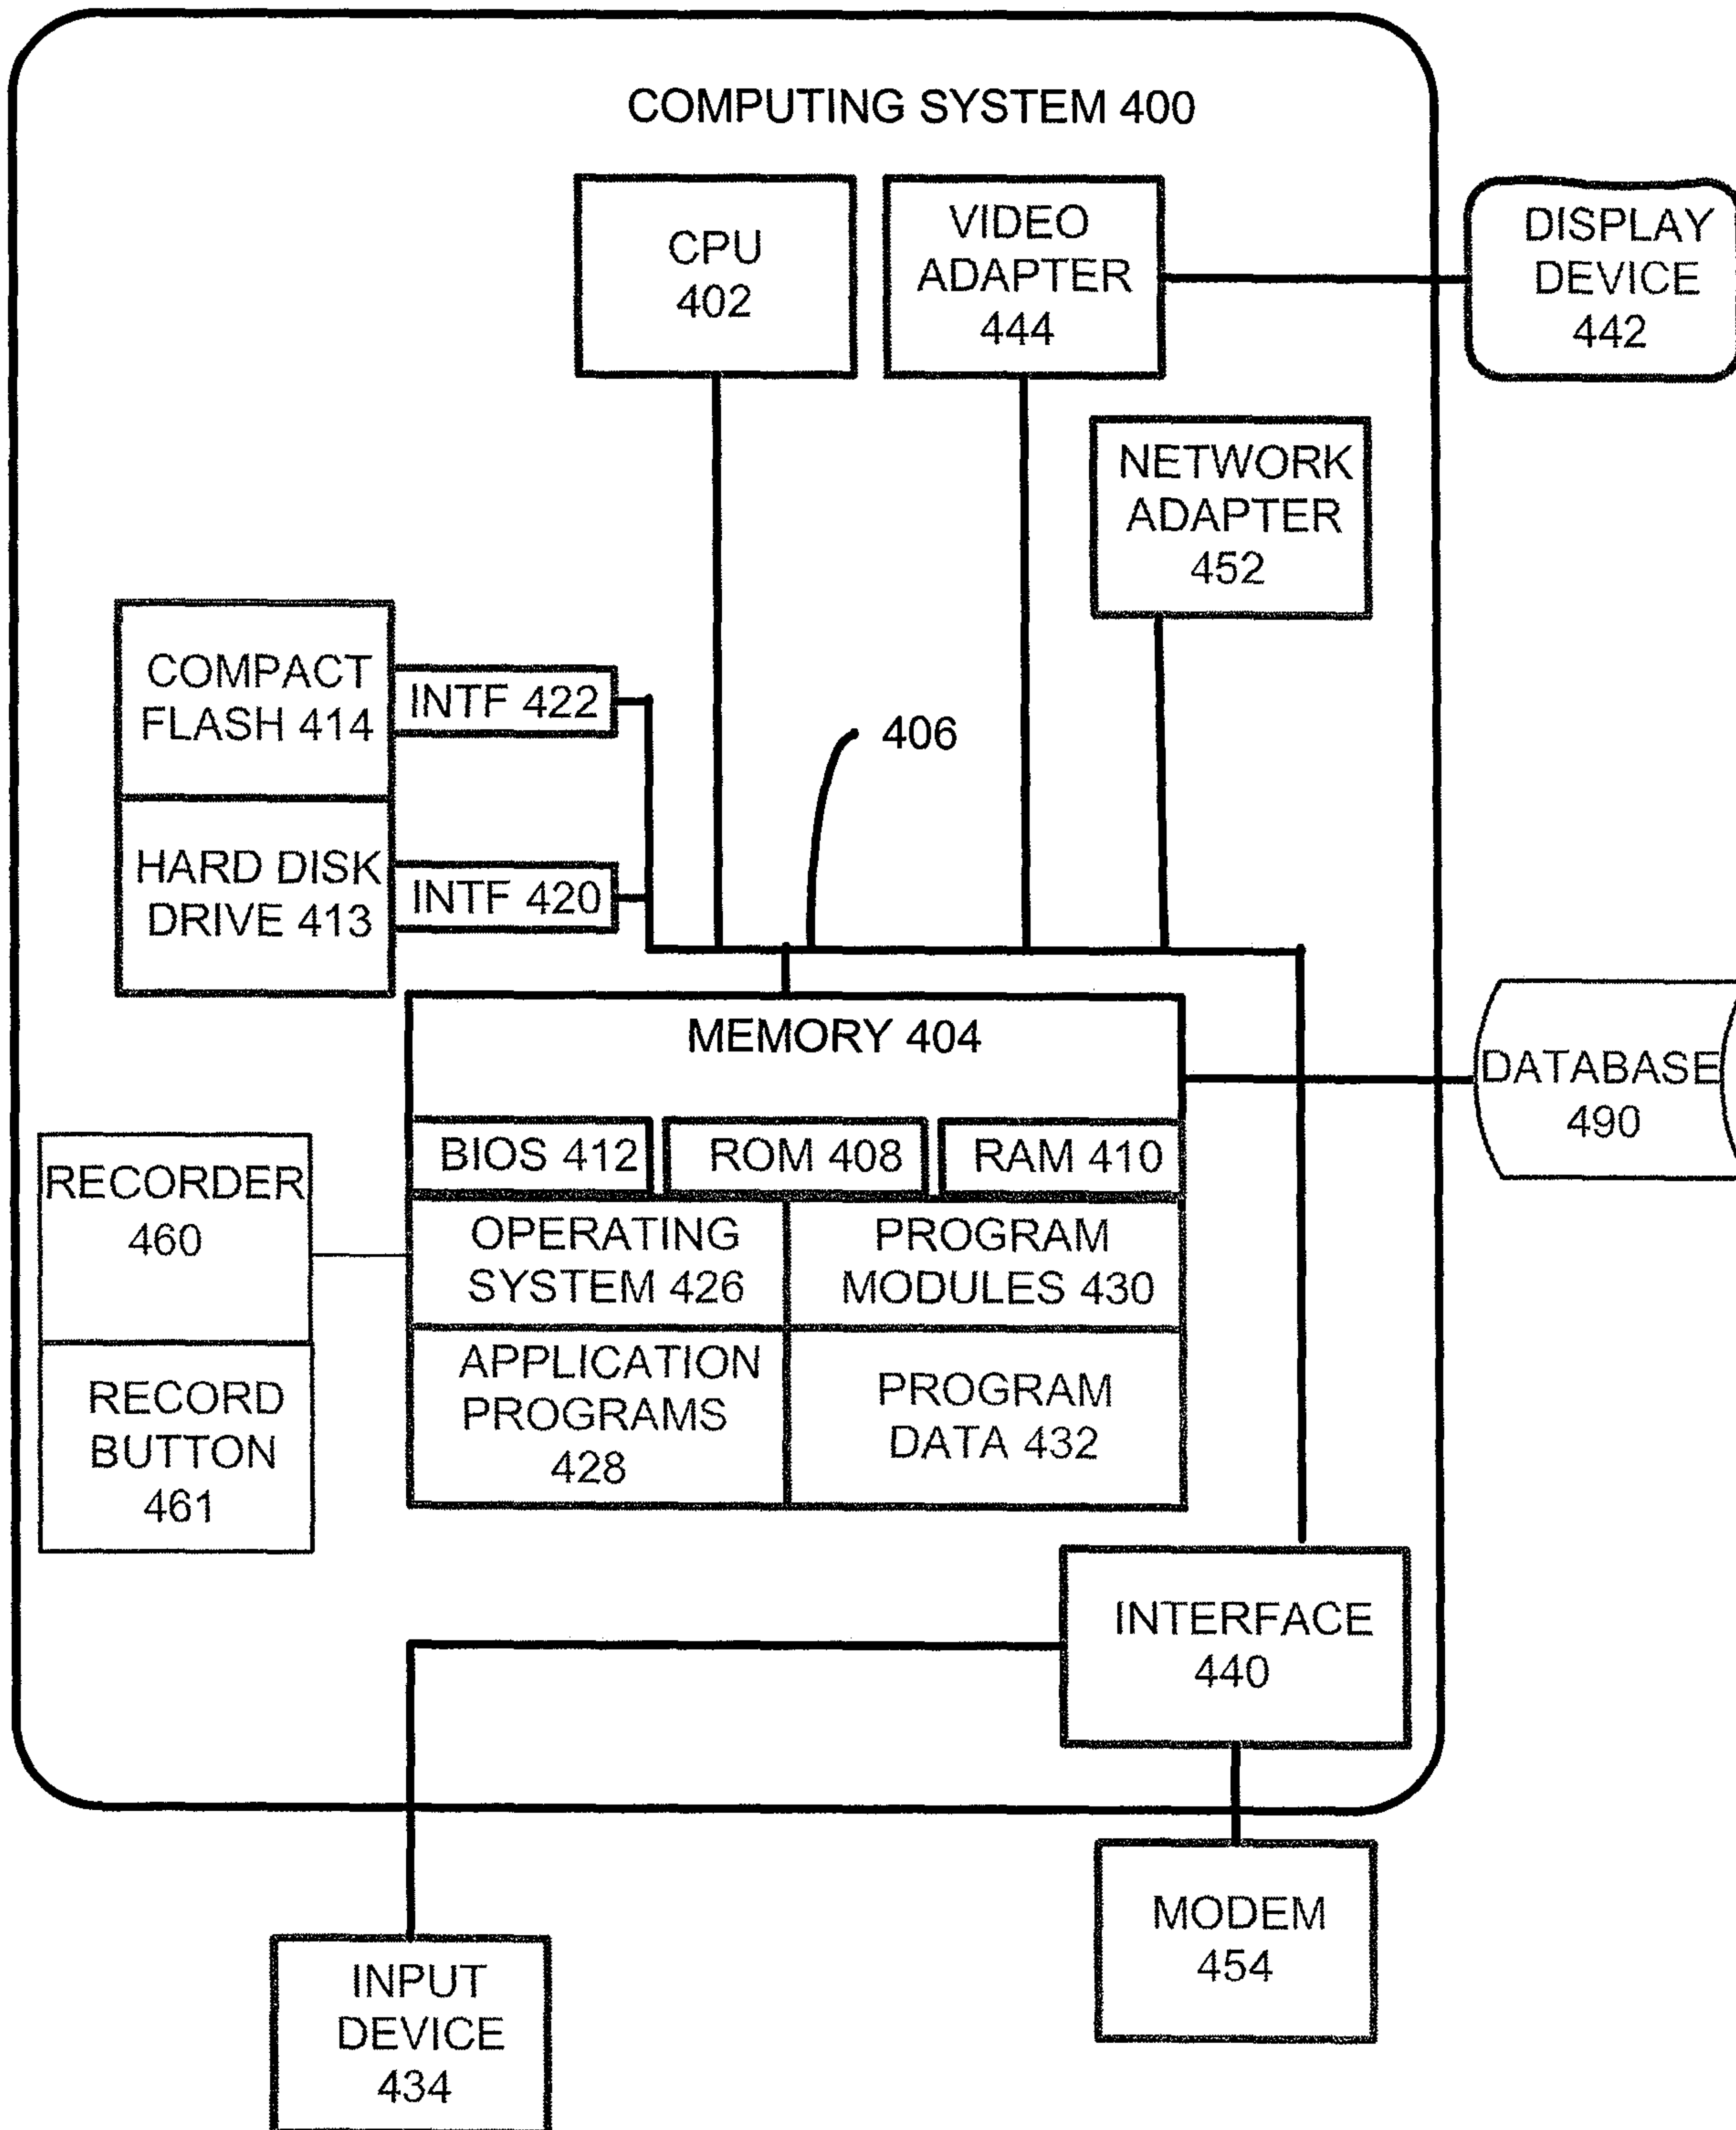 COMPUTING SYSTEM 400
CPU
402
VIDEO
ADAPTER
444
DISPLAY
DEVICE
442
NETWORK
ADAPTER
452
COMPACT
FLASH 414
INTF 422
406
HARD DISK
DRIVE 413
INTF 420
MEMORY 404
DATABASE
490
BIOS 412
ROM 408
RAM 410
RECORDER
460
OPERATING
SYSTEM 426
PROGRAM
MODULES 430
RECORD
BUTTON
461
APPLICATION
PROGRAMS
428
PROGRAM
DATA 432
INTERFACE
440
MODEM
454
INPUT
DEVICE
434